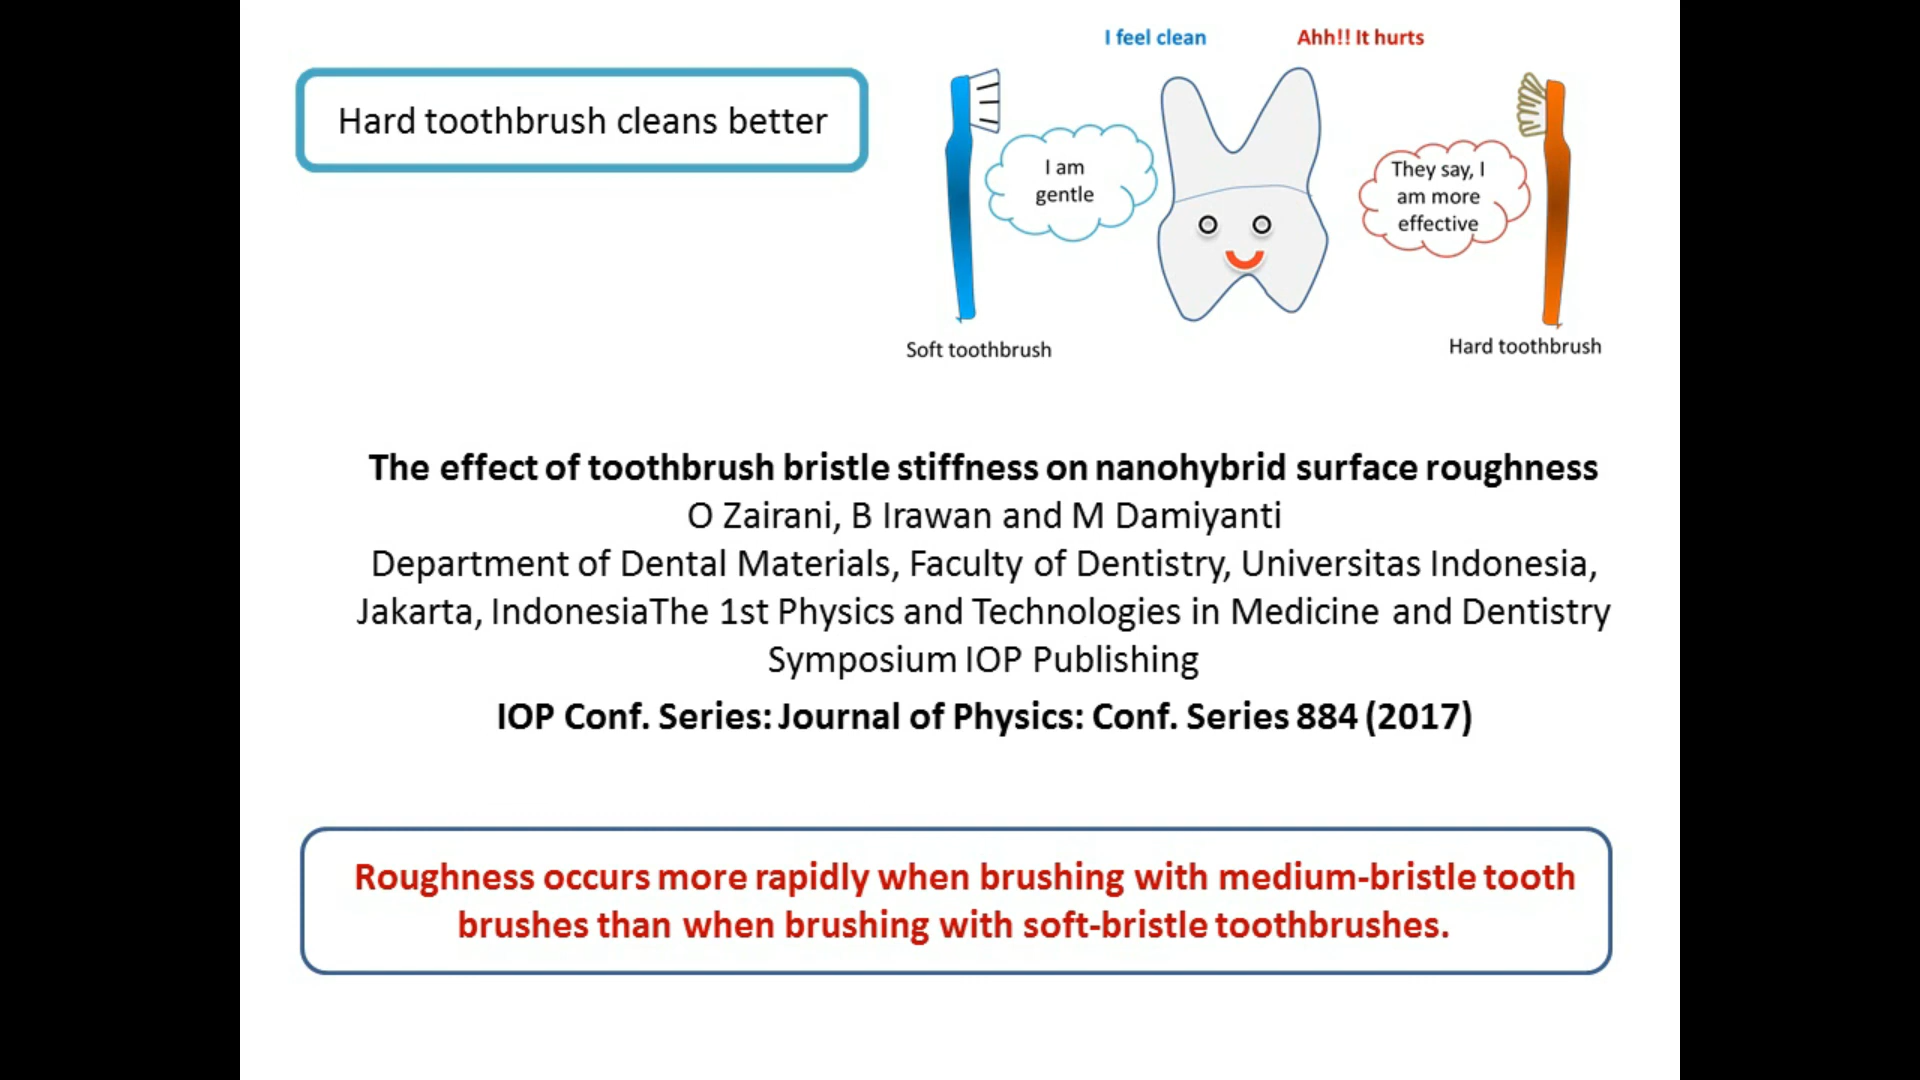 I feel clean
Ahh!! It hurts
Hard toothbrush cleans better
I am
gentle
They say, I
am more
effective
Soft toothbrush
Hard toothbrush
The effect of toothbrush bristle stiffness on nanohybrid surface roughness
O Zairani, B Irawan and M Damiyanti
Department of Dental Materials, Faculty of Dentistry, Universitas Indonesia,
Jakarta, IndonesiaThe 1st Physics and Technologies in Medicine and Dentistry
Symposium IOP Publishing
IOP Conf. Series: Journal of Physics: Conf. Series 884 (2017)
Roughness occurs more rapidly when brushing with medium-bristle tooth
brushes than when brushing with soft-bristle toothbrushes.